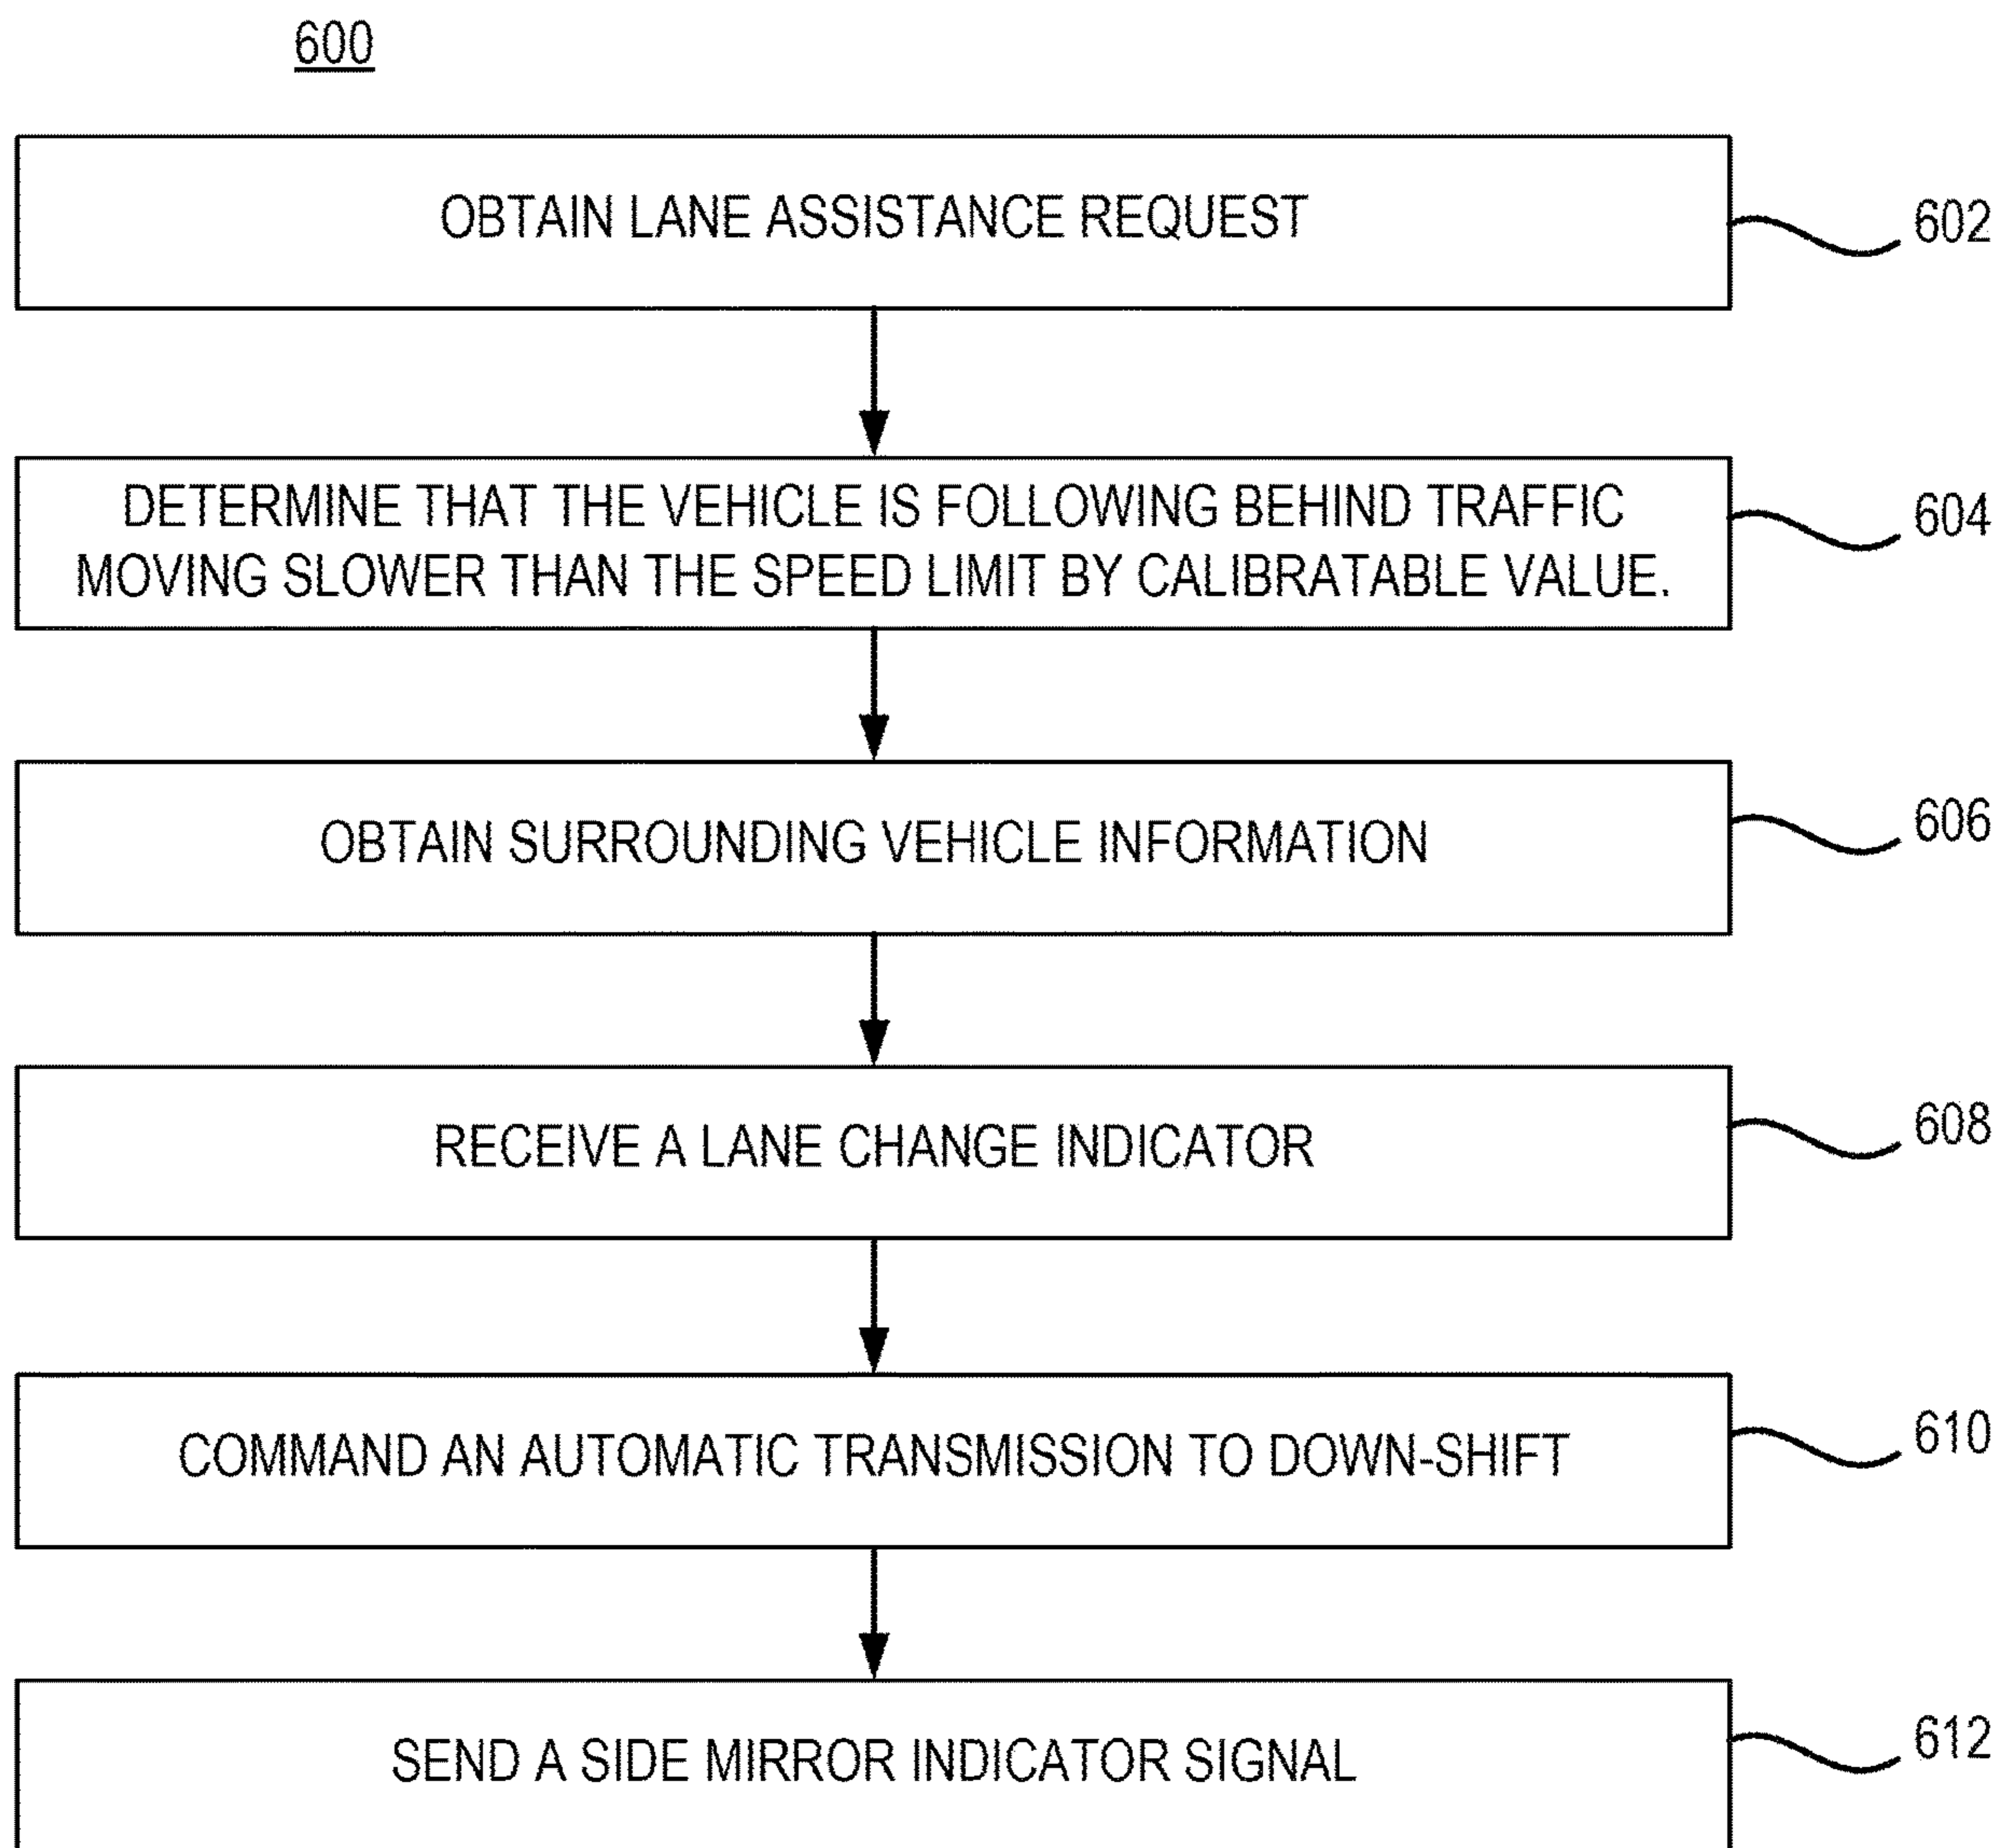 600
OBTAIN LANE ASSISTANCE REQUEST
602
DETERMINE THAT THE VEHICLE IS FOLLOWING BEHIND TRAFFIC
MOVING SLOWER THAN THE SPEED LIMIT BY CALIBRATABLE VALUE.
604
OBTAIN SURROUNDING VEHICLE INFORMATION
606
RECEIVE A LANE CHANGE INDICATOR
608
COMMAND AN AUTOMATIC TRANSMISSION TO DOWN-SHIFT
610
SEND A SIDE MIRROR INDICATOR SIGNAL
612